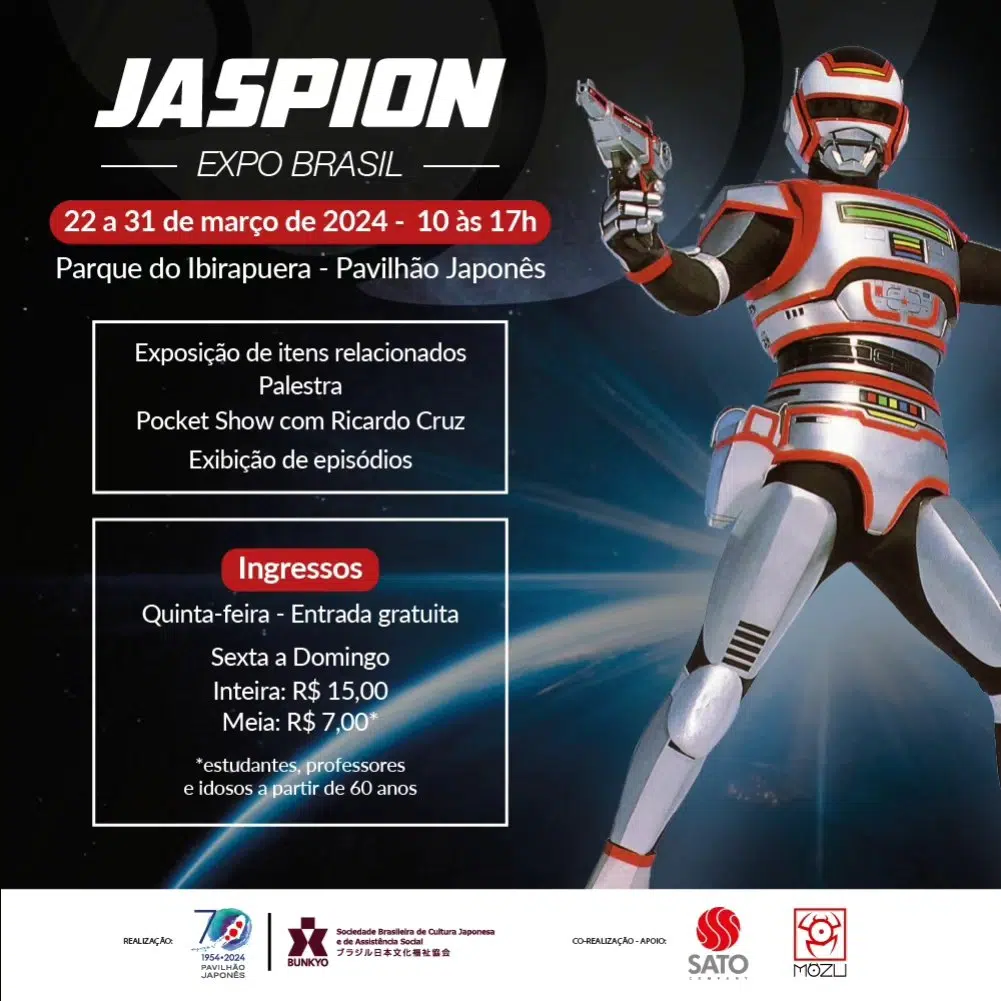 JASPION
EXPO BRASIL
22 a 31 de março de 2024 - 10 às 17h
Parque do Ibirapuera - Pavilhão Japonês
Exposição de itens relacionados
Palestra
Pocket Show com Ricardo Cruz
Exibição de episódios
Ingressos
Quinta-feira - Entrada gratuita
Sexta a Domingo
Inteira: R$ 15,00
Meia: R$ 7,00*
*estudantes, professores
e idosos a partir de 60 anos
REALIZAÇÃO:
70
1954•2024
PAVILHÃO
JAPONÊS
BUNKYO
Sociedade Brasileira de Cultura Japonesa
e de Assistência Social
ブラジル日本文化福祉協会
CO-REALIZAÇÃO - APOIO:
SATO
COMPANY
MOZU